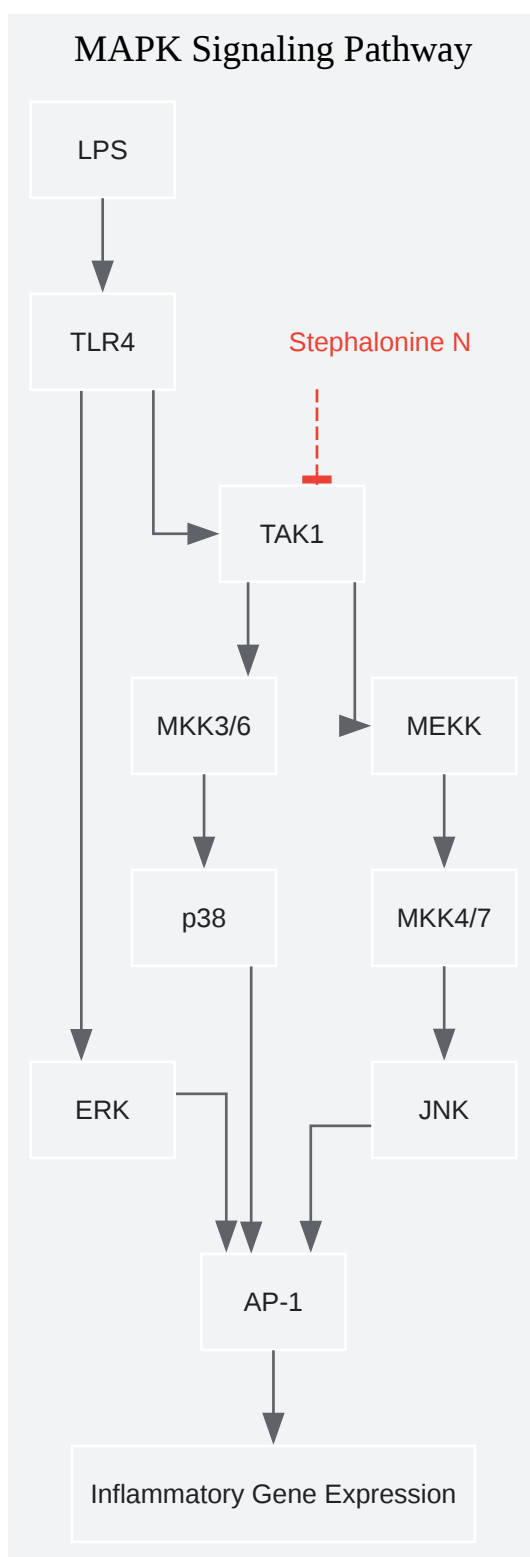 MAPK Signaling Pathway
LPS
TLR4
Stephalonine N
TAK1
MKK3/6
MEKK
p38
MKK4/7
ERK
JNK
AP-1
Inflammatory Gene Expression